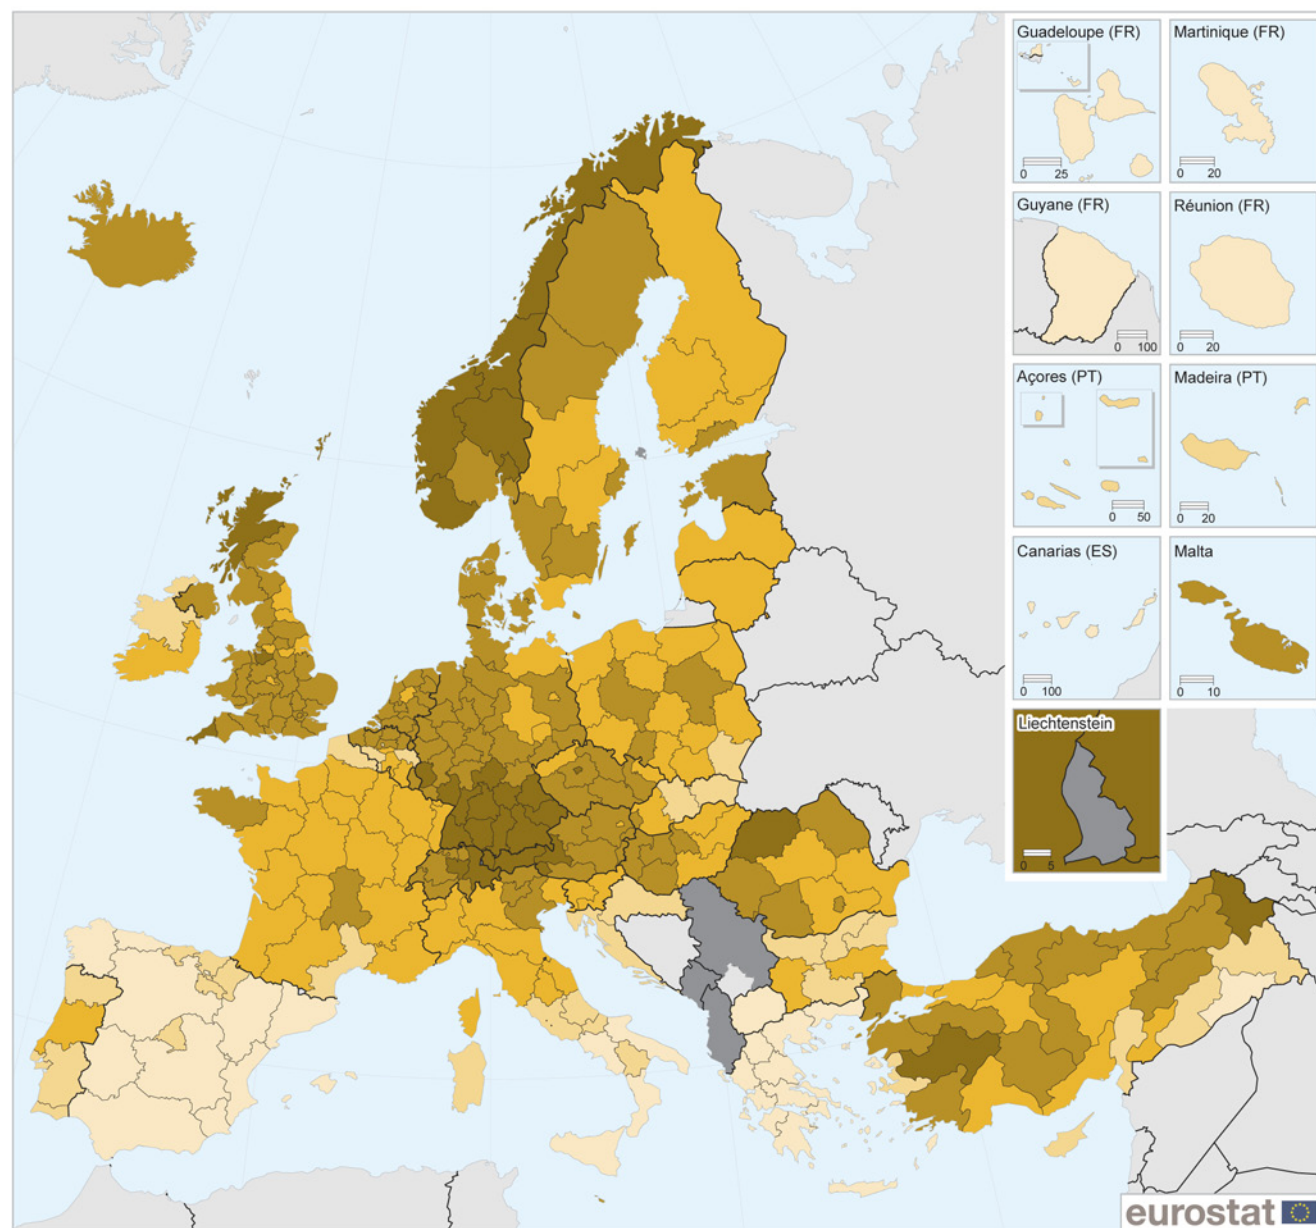 Guadeloupe (FR)
0 25
Martinique (FR)
0 20
Guyane (FR)
0 100
Réunion (FR)
0 20
Açores (PT)
0 50
Madeira (PT)
0 20
Canarias (ES)
0 100
Malta
0 10
Liechtenstein
0 5
eurostat